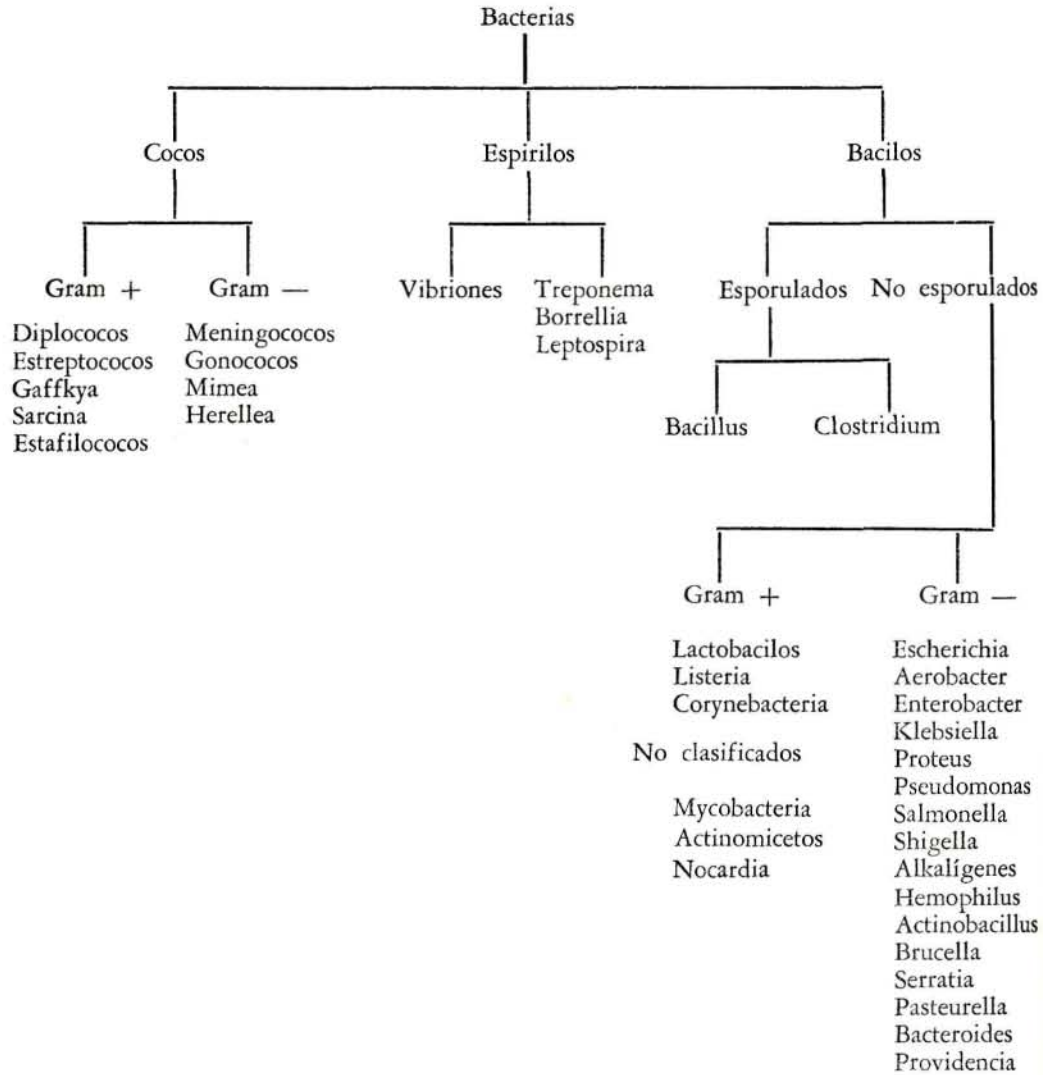 Bacterias
Cocos
Espirilos
Bacilos
Gram +
Gram —
Diplococos
Estreptococos
Gaffkya
Sarcina
Estafilococos
Meningococos
Gonococos
Mimea
Herellea
Vibriones
Treponema
Borrellia
Leptospira
Esporulados
No esporulados
Bacillus
Clostridium
Gram +
Gram —
Lactobacilos
Listeria
Corynebacteria
No clasificados
Mycobacteria
Actinomicetos
Nocardia
Escherichia
Aerobacter
Enterobacter
Klebsiella
Proteus
Pseudomonas
Salmonella
Shigella
Alkalígenes
Hemophilus
Actinobacillus
Brucella
Serratia
Pasteurella
Bacteroides
Providencia